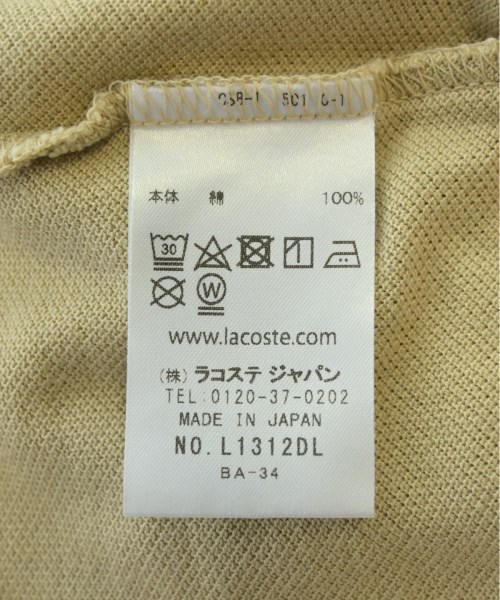 本体 綿 100%
30
W
www.lacoste.com
(株) ラコステ ジャパン
TEL:0120-37-0202
MADE IN JAPAN
NO. L1312DL
BA-34